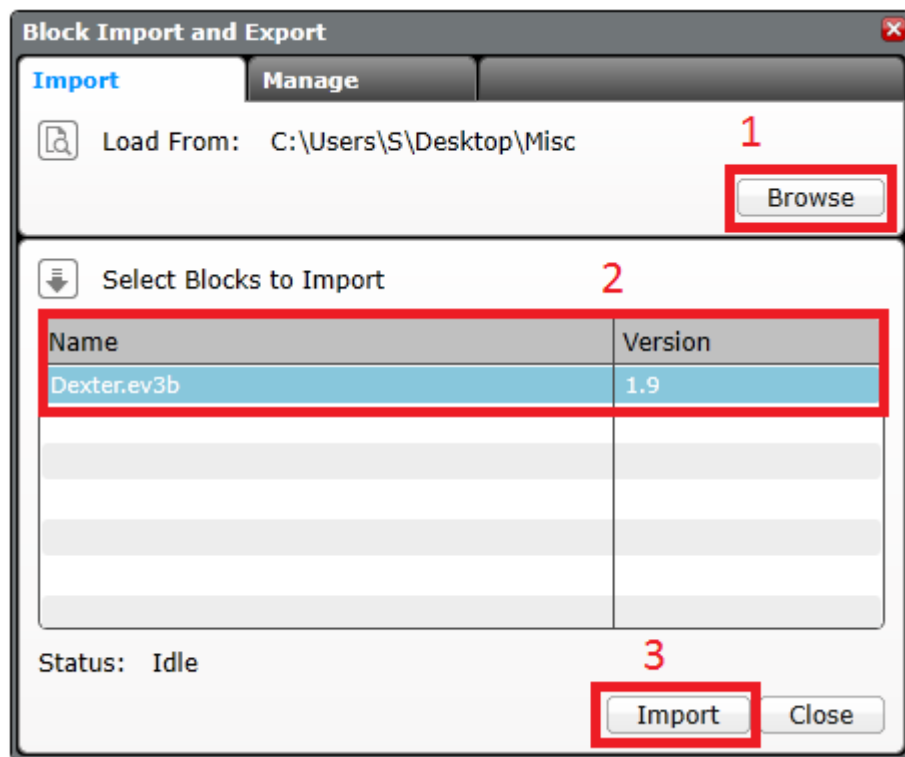 Block Import and Export
Import Manage
Load From: C:\Users\S\Desktop\Misc
1
Browse
Select Blocks to Import
2
Name Version
Dexter.ev3b 1.9
Status: Idle
3
Import Close